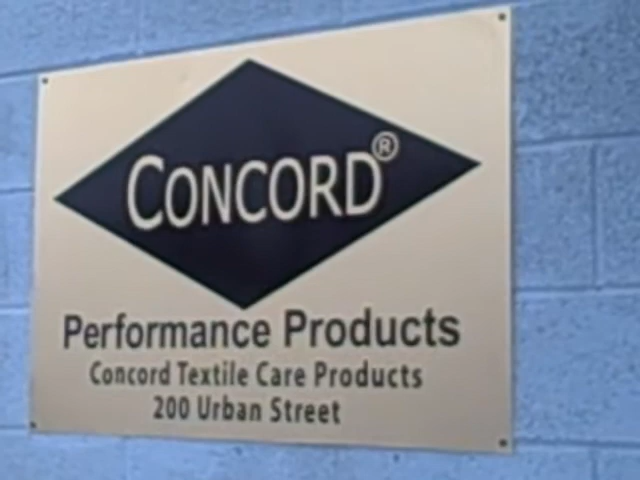 CONCORD®
Performance Products
Concord Textile Care Products
200 Urban Street